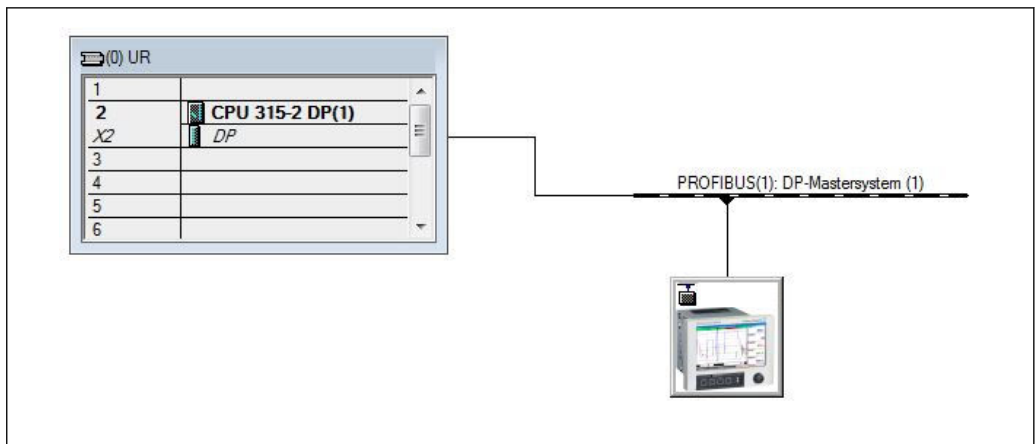 (0) UR
1
2 CPU 315-2 DP(1)
X2 DP
3
4
5
6
PROFIBUS(1): DP-Mastersystem (1)